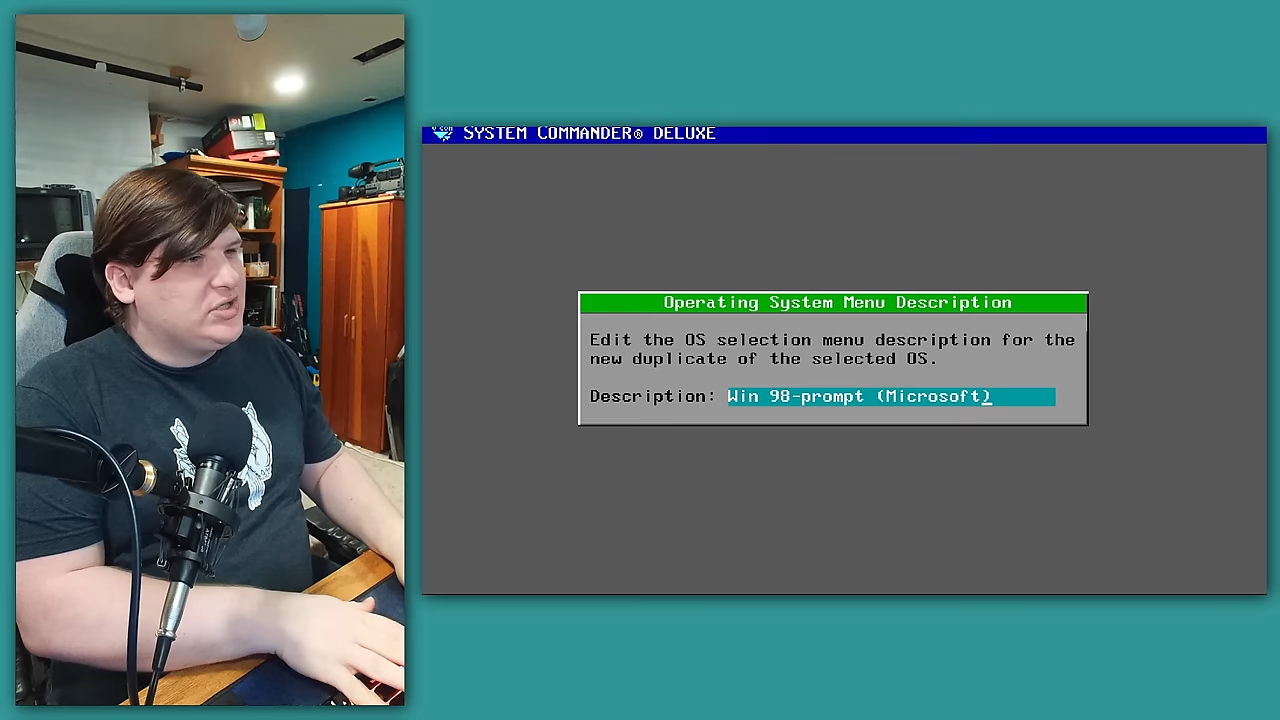 SYSTEM COMMANDER® DELUXE
Operating System Menu Description
Edit the OS selection menu description for the
new duplicate of the selected OS.
Description: Win 98-prompt (Microsoft)